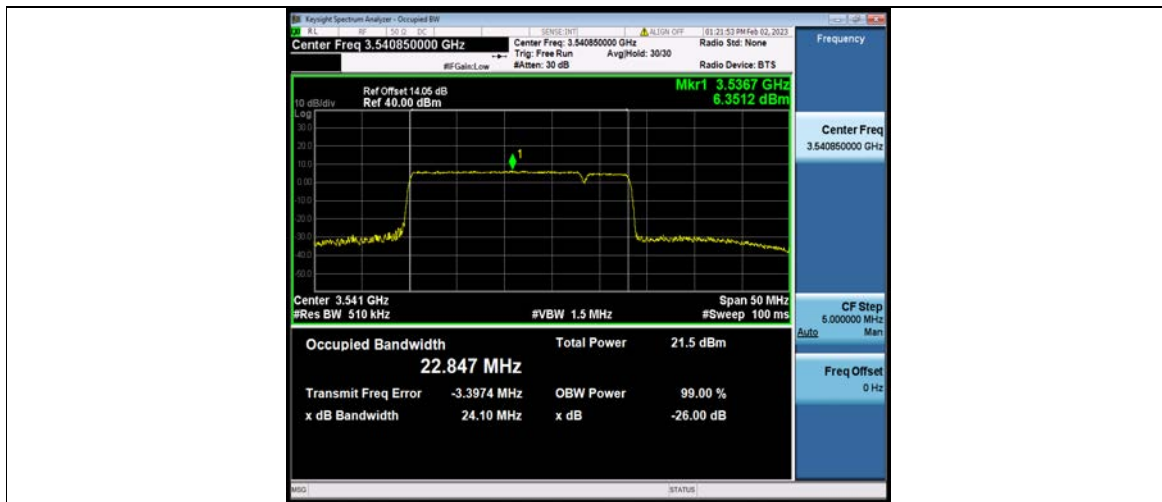 Keysight Spectrum Analyzer - Occupied BW
RL RF 50 Ω DC SENSE:INT ALIGN OFF 01:21:53 PM Feb 02, 2023
Center Freq 3.540850000 GHz
Center Freq: 3.540850000 GHz
Radio Std: None
Trig: Free Run Avg|Hold: 30/30
#IFGain:Low
#Atten: 30 dB
Radio Device: BTS
Mkr1 3.5367 GHz
6.3512 dBm
Ref Offset 14.05 dB
10 dB/div Ref 40.00 dBm
Log
30.0
20.0
10.0
0.00
-10.0
-20.0
-30.0
-40.0
-50.0
1
Center 3.541 GHz
Span 50 MHz
#Res BW 510 kHz
#VBW 1.5 MHz
#Sweep 100 ms
Occupied Bandwidth
22.847 MHz
Total Power 21.5 dBm
Transmit Freq Error -3.3974 MHz
OBW Power 99.00 %
x dB Bandwidth 24.10 MHz
x dB -26.00 dB
Frequency
Center Freq
3.540850000 GHz
CF Step
5.000000 MHz
Auto Man
Freq Offset
0 Hz
MSG
STATUS